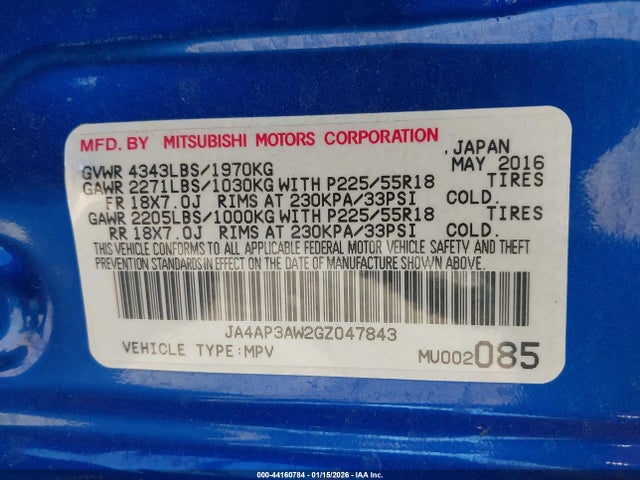 MFD. BY MITSUBISHI MOTORS CORPORATION , JAPAN
GVWR 4343LBS/1970KG MAY 2016
GAWR 2271LBS/1030KG WITH P225/55R18 TIRES
FR 18X7.0J RIMS AT 230KPA/33PSI COLD.
GAWR 2205LBS/1000KG WITH P225/55R18 TIRES
RR 18X7.0J RIMS AT 230KPA/33PSI COLD.
THIS VEHICLE CONFORMS TO ALL APPLICABLE FEDERAL MOTOR VEHICLE SAFETY AND THEFT
PREVENTION STANDARDS IN EFFECT ON THE DATE OF MANUFACTURE SHOWN ABOVE.
JA4AP3AW2GZ047843
VEHICLE TYPE:MPV MU002085
000-44160784 - 01/15/2026 - IAA Inc.